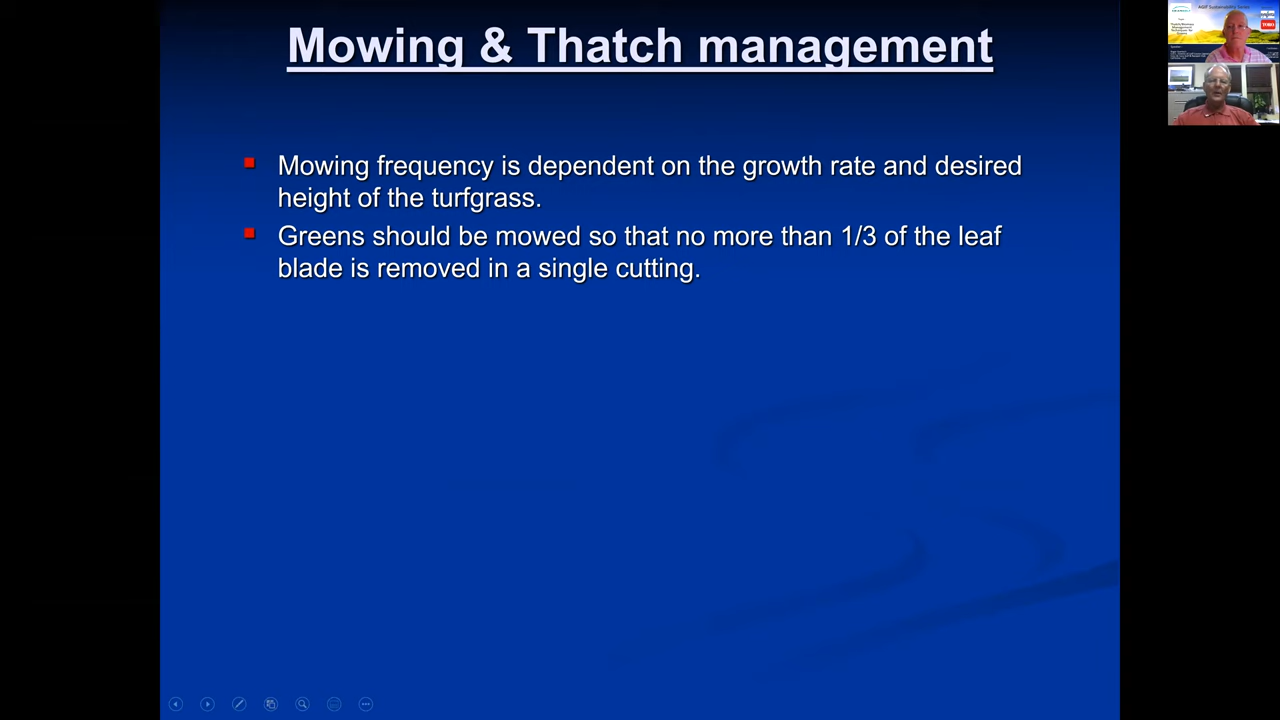 Mowing & Thatch management
Mowing frequency is dependent on the growth rate and desired
height of the turfgrass.
Greens should be mowed so that no more than 1/3 of the leaf
blade is removed in a single cutting.
TORO